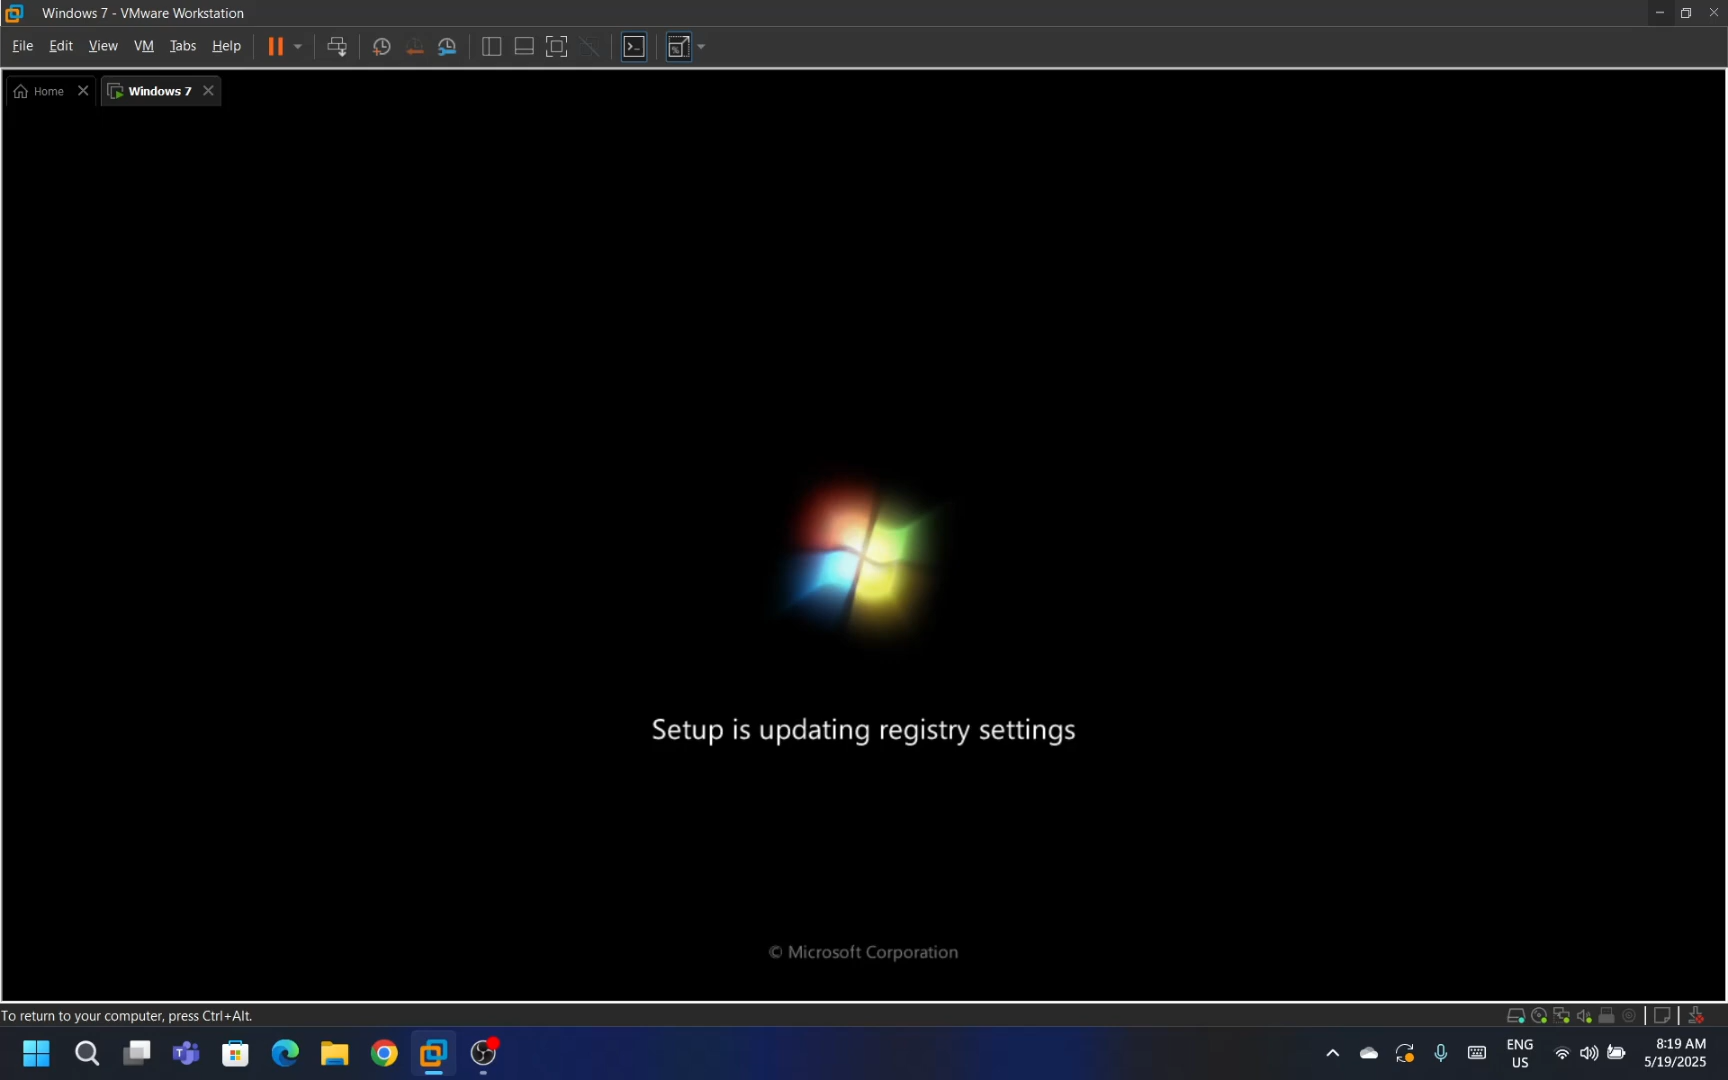 Windows 7 - VMware Workstation
File Edit View VM Tabs Help
Home Windows 7
Setup is updating registry settings
© Microsoft Corporation
To return to your computer, press Ctrl+Alt.
ENG
US
8:19 AM
5/19/2025